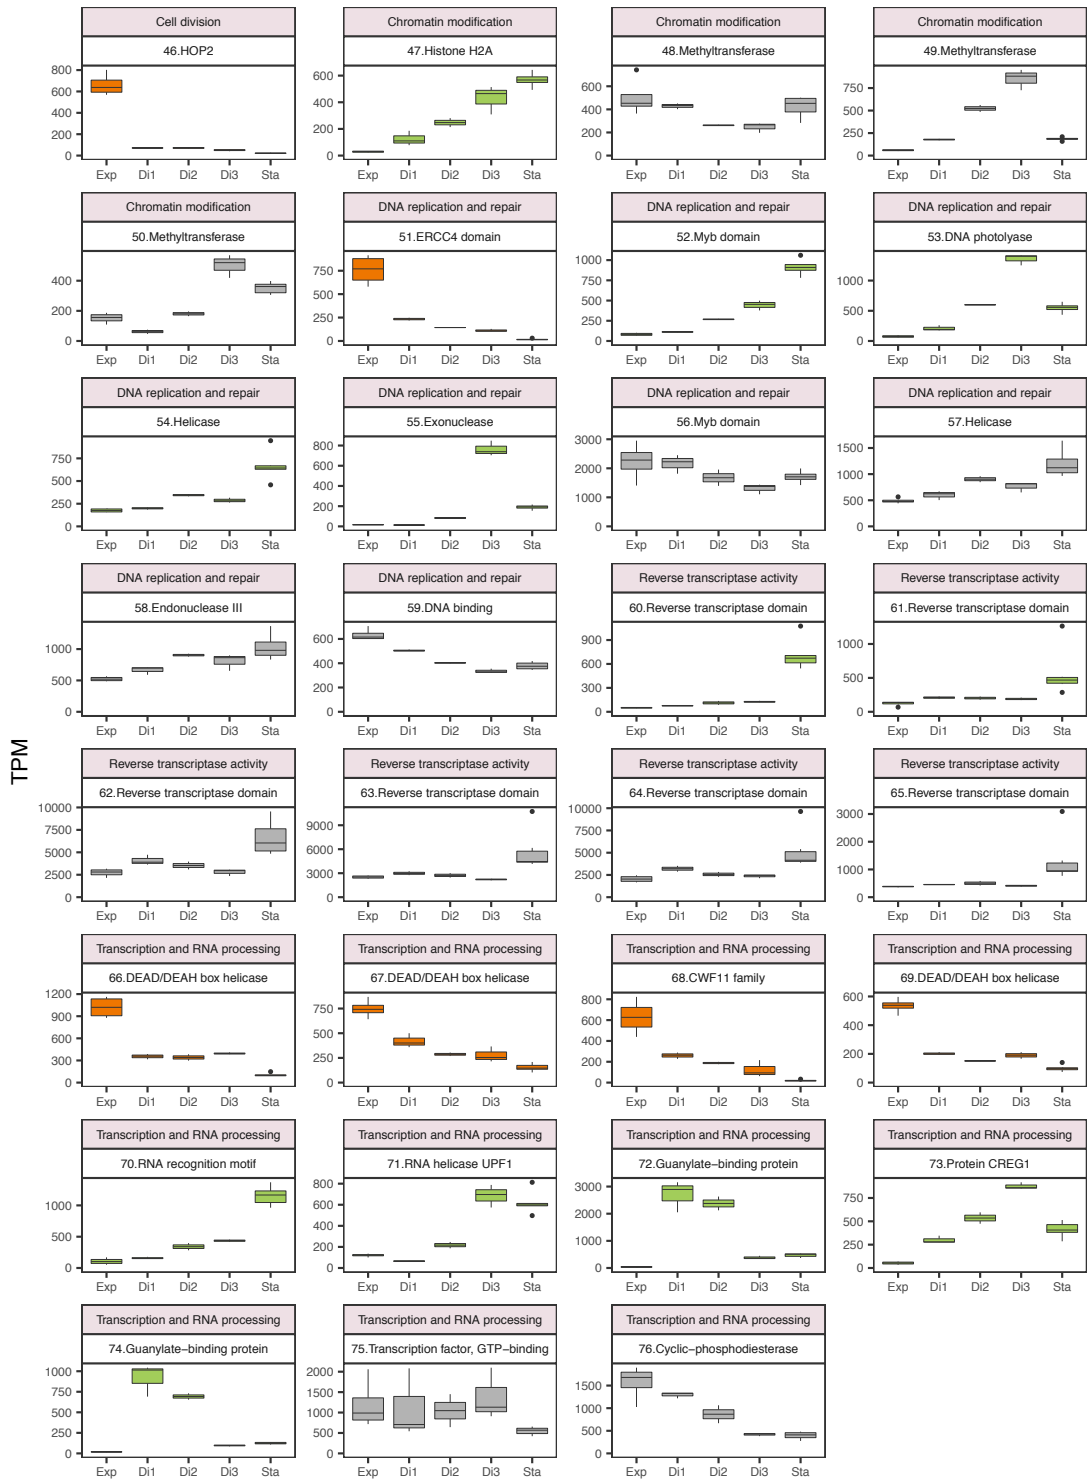 TPM
Cell division
46.HOP2
800
600
400
200
0
Exp Di1 Di2 Di3 Sta
Chromatin modification
47.Histone H2A
600
400
200
0
Exp Di1 Di2 Di3 Sta
Chromatin modification
48.Methyltransferase
600
400
200
0
Exp Di1 Di2 Di3 Sta
Chromatin modification
49.Methyltransferase
750
500
250
0
Exp Di1 Di2 Di3 Sta
Chromatin modification
50.Methyltransferase
400
200
0
Exp Di1 Di2 Di3 Sta
DNA replication and repair
51.ERCC4 domain
750
500
250
0
Exp Di1 Di2 Di3 Sta
DNA replication and repair
52.Myb domain
1000
750
500
250
0
Exp Di1 Di2 Di3 Sta
DNA replication and repair
53.DNA photolyase
1000
500
0
Exp Di1 Di2 Di3 Sta
DNA replication and repair
54.Helicase
750
500
250
0
Exp Di1 Di2 Di3 Sta
DNA replication and repair
55.Exonuclease
800
600
400
200
0
Exp Di1 Di2 Di3 Sta
DNA replication and repair
56.Myb domain
3000
2000
1000
0
Exp Di1 Di2 Di3 Sta
DNA replication and repair
57.Helicase
1500
1000
500
0
Exp Di1 Di2 Di3 Sta
DNA replication and repair
58.Endonuclease III
1000
500
0
Exp Di1 Di2 Di3 Sta
DNA replication and repair
59.DNA binding
600
400
200
0
Exp Di1 Di2 Di3 Sta
Reverse transcriptase activity
60.Reverse transcriptase domain
900
600
300
0
Exp Di1 Di2 Di3 Sta
Reverse transcriptase activity
61.Reverse transcriptase domain
1000
500
0
Exp Di1 Di2 Di3 Sta
Reverse transcriptase activity
62.Reverse transcriptase domain
10000
7500
5000
2500
0
Exp Di1 Di2 Di3 Sta
Reverse transcriptase activity
63.Reverse transcriptase domain
9000
6000
3000
0
Exp Di1 Di2 Di3 Sta
Reverse transcriptase activity
64.Reverse transcriptase domain
10000
8000
6000
4000
2000
0
Exp Di1 Di2 Di3 Sta
Reverse transcriptase activity
65.Reverse transcriptase domain
3000
2000
1000
0
Exp Di1 Di2 Di3 Sta
Transcription and RNA processing
66.DEAD/DEAH box helicase
1200
900
600
300
0
Exp Di1 Di2 Di3 Sta
Transcription and RNA processing
67.DEAD/DEAH box helicase
750
500
250
0
Exp Di1 Di2 Di3 Sta
Transcription and RNA processing
68.CWF11 family
800
600
400
200
0
Exp Di1 Di2 Di3 Sta
Transcription and RNA processing
69.DEAD/DEAH box helicase
600
400
200
0
Exp Di1 Di2 Di3 Sta
Transcription and RNA processing
70.RNA recognition motif
1000
500
0
Exp Di1 Di2 Di3 Sta
Transcription and RNA processing
71.RNA helicase UPF1
800
600
400
200
0
Exp Di1 Di2 Di3 Sta
Transcription and RNA processing
72.Guanylate−binding protein
3000
2000
1000
0
Exp Di1 Di2 Di3 Sta
Transcription and RNA processing
73.Protein CREG1
750
500
250
0
Exp Di1 Di2 Di3 Sta
Transcription and RNA processing
74.Guanylate−binding protein
1000
750
500
250
0
Exp Di1 Di2 Di3 Sta
Transcription and RNA processing
75.Transcription factor, GTP−binding
2000
1500
1000
500
0
Exp Di1 Di2 Di3 Sta
Transcription and RNA processing
76.Cyclic−phosphodiesterase
1500
1000
500
0
Exp Di1 Di2 Di3 Sta